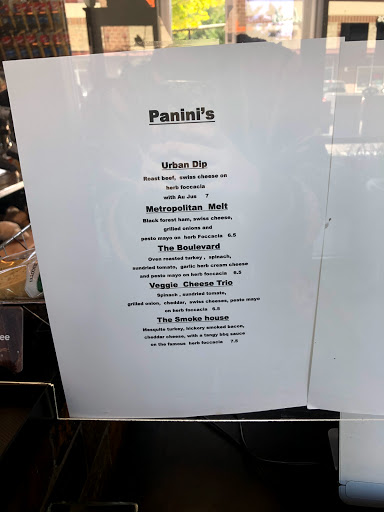 Panini's
Urban Dip
Roast beef, swiss cheese on
herb foccacia
with Au Jus 7
Metropolitan Melt
Black forest ham, swiss cheese,
grilled onions and
pesto mayo on herb Foccacia 6.5
The Boulevard
Oven roasted turkey , spinach,
sundried tomato, garlic herb cream cheese
and pesto mayo on herb foccacia 6.5
Veggie Cheese Trio
Spinach , sundried tomato,
grilled onion, cheddar, swiss cheeses, pesto mayo
on herb foccacia 6.5
The Smoke house
Mesquite turkey, hickory smoked bacon,
cheddar cheese, with a tangy bbq sauce
on the famous herb foccacia 7.5
ee